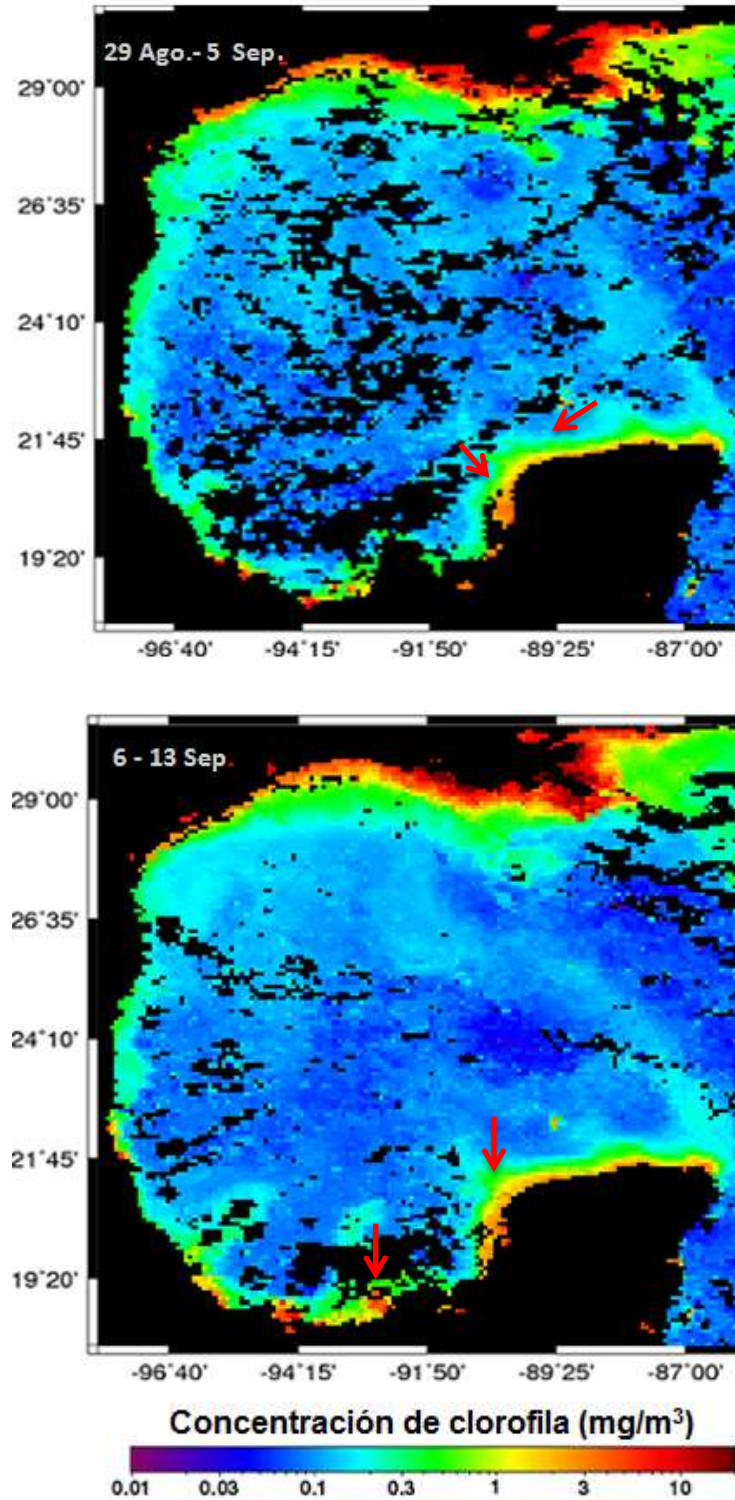 29 Ago.- 5 Sep.
29°00'
26°35'
24°10'
21°45'
19°20'
-96°40' -94°15' -91°50' -89°25' -87°00'
6 - 13 Sep
29°00'
26°35'
24°10'
21°45'
19°20'
-96°40' -94°15' -91°50' -89°25' -87°00'
Concentración de clorofila (mg/m³)
0.01 0.03 0.1 0.3 1 3 10